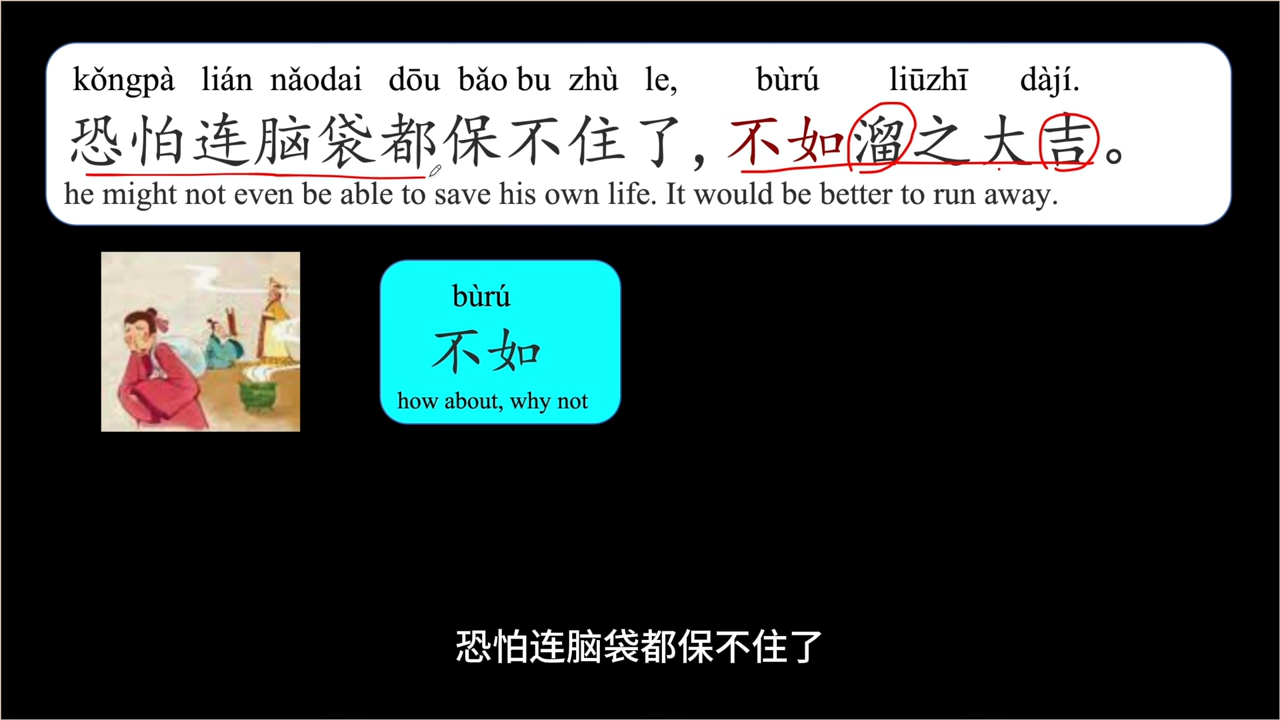 kǒngpà lián nǎodai dōu bǎo bu zhù le, bùrú liūzhī dàjí.
恐怕连脑袋都保不住了,不如溜之大吉。
he might not even be able to save his own life. It would be better to run away.
bùrú
不如
how about, why not
恐怕连脑袋都保不住了